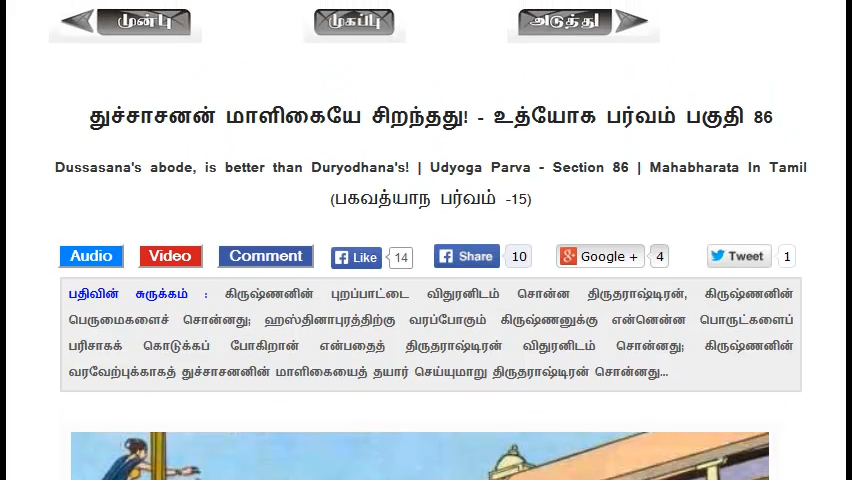 முன்பு முகப்பு அடுத்து
துச்சாசனன் மாளிகையே சிறந்தது! - உத்யோக பர்வம் பகுதி 86
Dussasana's abode, is better than Duryodhana's! | Udyoga Parva - Section 86 | Mahabharata In Tamil
(பகவத்யாந பர்வம் -15)
Audio Video Comment Like 14 Share 10 Google + 4 Tweet 1
பதிவின் சுருக்கம் : கிருஷ்ணனின் புறப்பாட்டை விதுரனிடம் சொன்ன திருதராஷ்டிரன், கிருஷ்ணனின்
பெருமைகளைச் சொன்னது; ஹஸ்தினாபுரத்திற்கு வரப்போகும் கிருஷ்ணனுக்கு என்னென்ன பொருட்களைப்
பரிசாகக் கொடுக்கப் போகிறான் என்பதைத் திருதராஷ்டிரன் விதுரனிடம் சொன்னது; கிருஷ்ணனின்
வரவேற்புக்காகத் துச்சாசனனின் மாளிகையைத் தயார் செய்யுமாறு திருதராஷ்டிரன் சொன்னது...